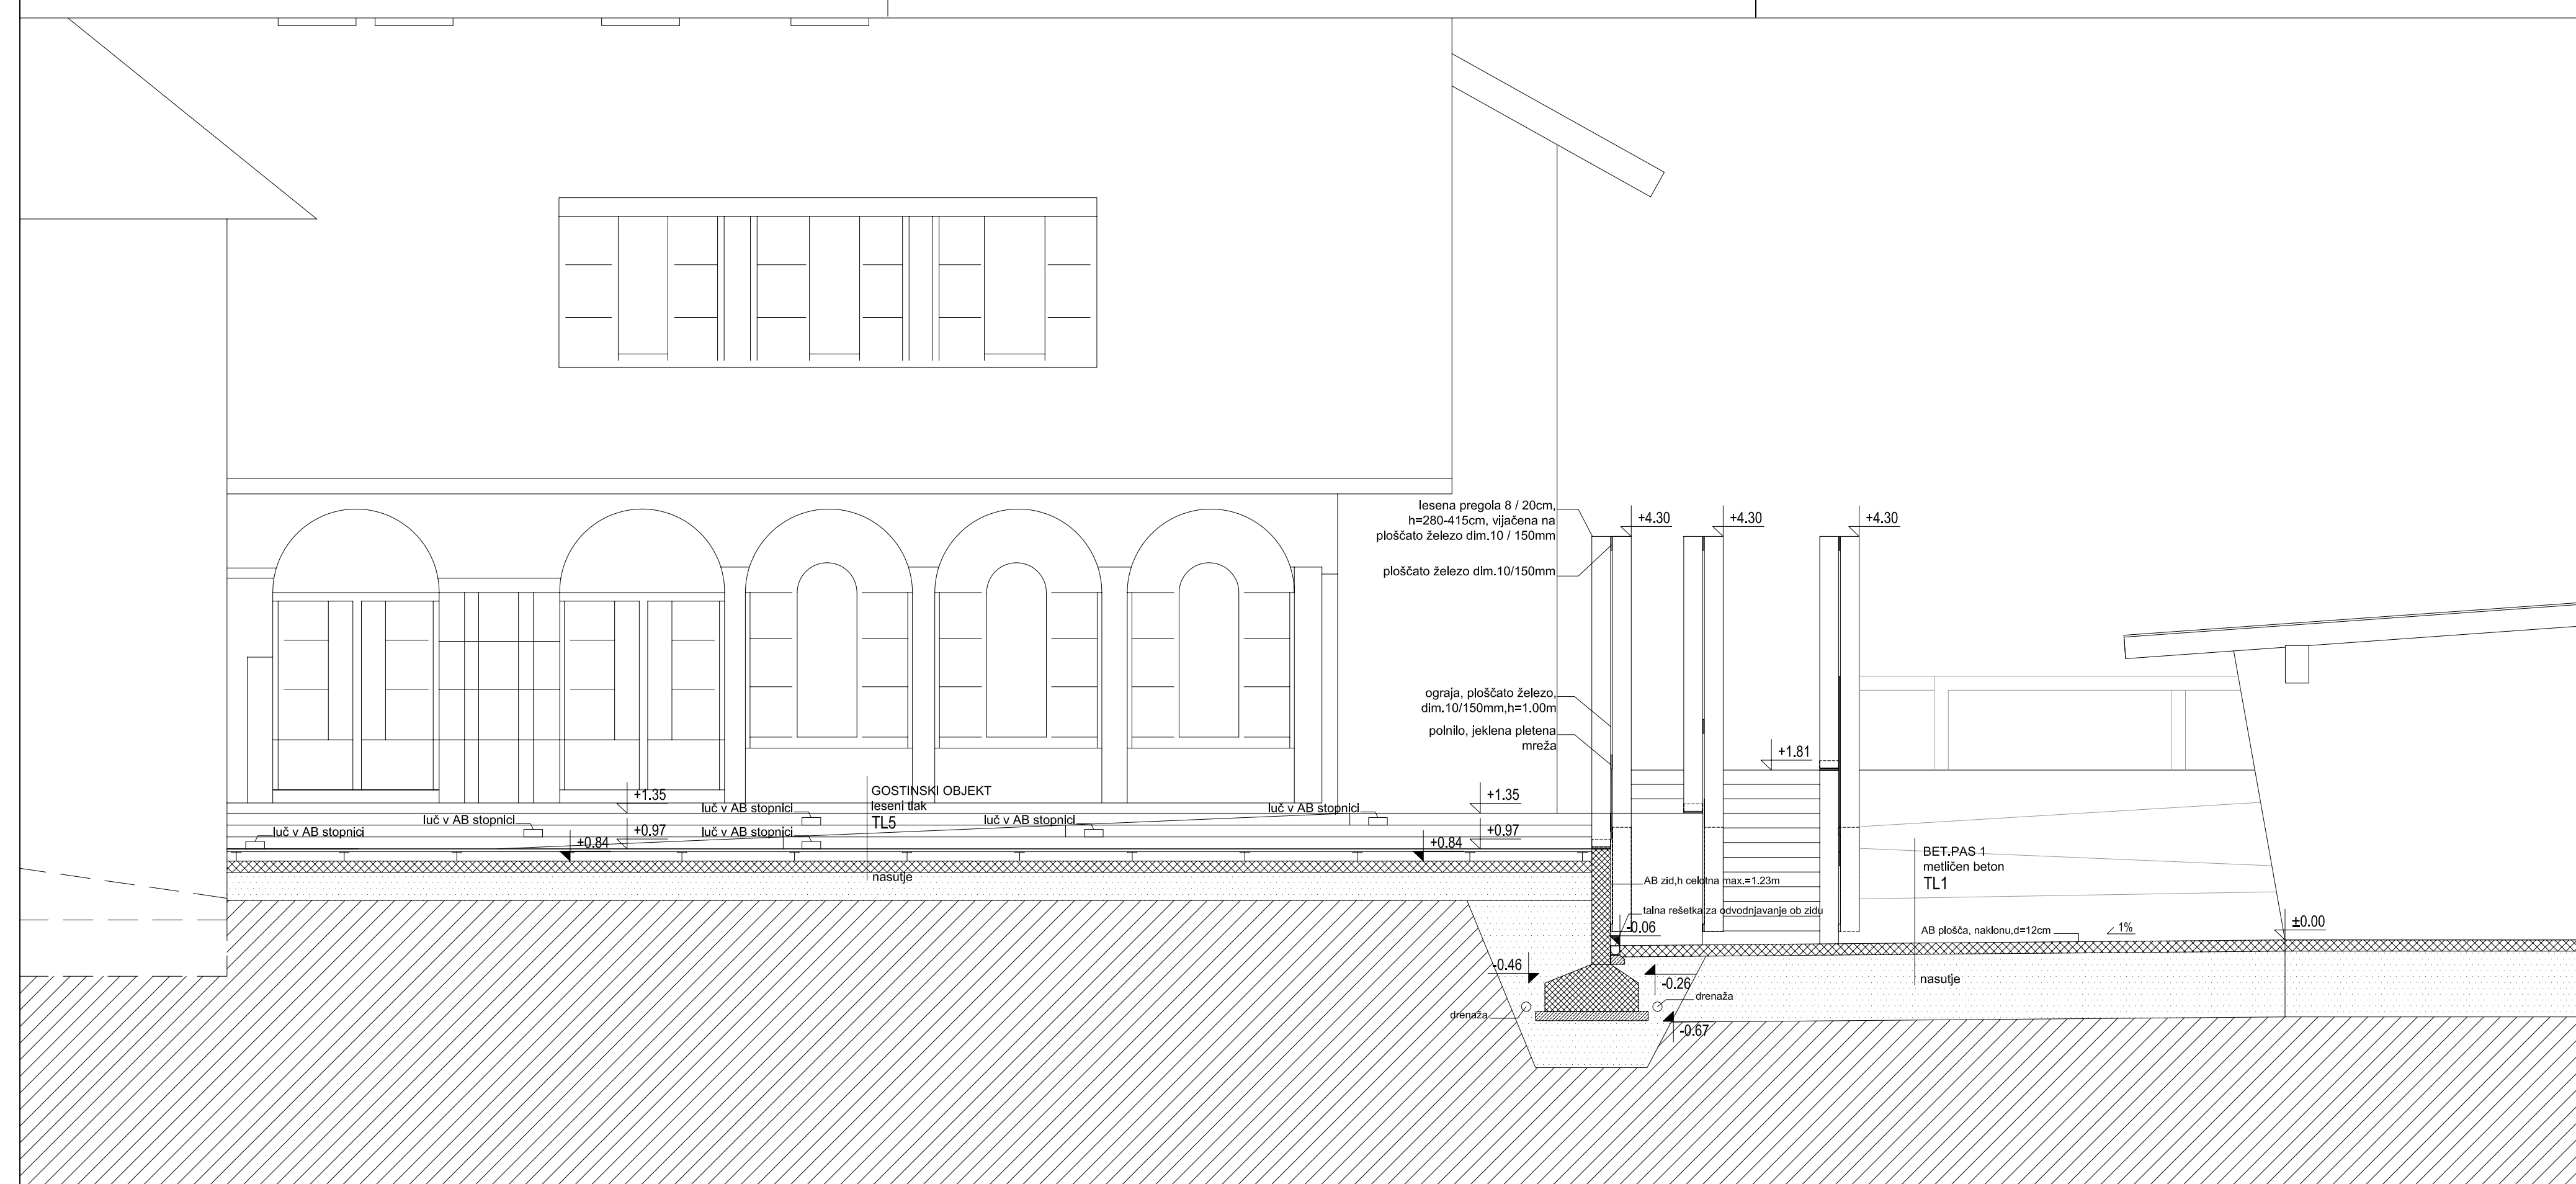 lesena pregola 8 / 20cm,
h=280-415cm, vijačena na
ploščato železo dim.10 / 150mm
ploščato železo dim.10/150mm
+4.30
+4.30
+4.30
ograja, ploščato železo,
dim.10/150mm,h=1.00m
polnilo, jeklena pletena
mreža
+1.81
GOSTINSKI OBJEKT
leseni tlak
TL5
nasutje
+1.35
+1.35
luč v AB stopnici
luč v AB stopnici
luč v AB stopnici
luč v AB stopnici
luč v AB stopnici
luč v AB stopnici
+0.97
+0.97
+0.84
+0.84
BET.PAS 1
metličen beton
TL1
nasutje
AB zid,h celotna max.=1.23m
talna rešetka za odvodnjavanje ob zidu
-0.06
AB plošča, naklonu,d=12cm
1%
±0.00
-0.46
-0.26
drenaža
drenaža
-0.67